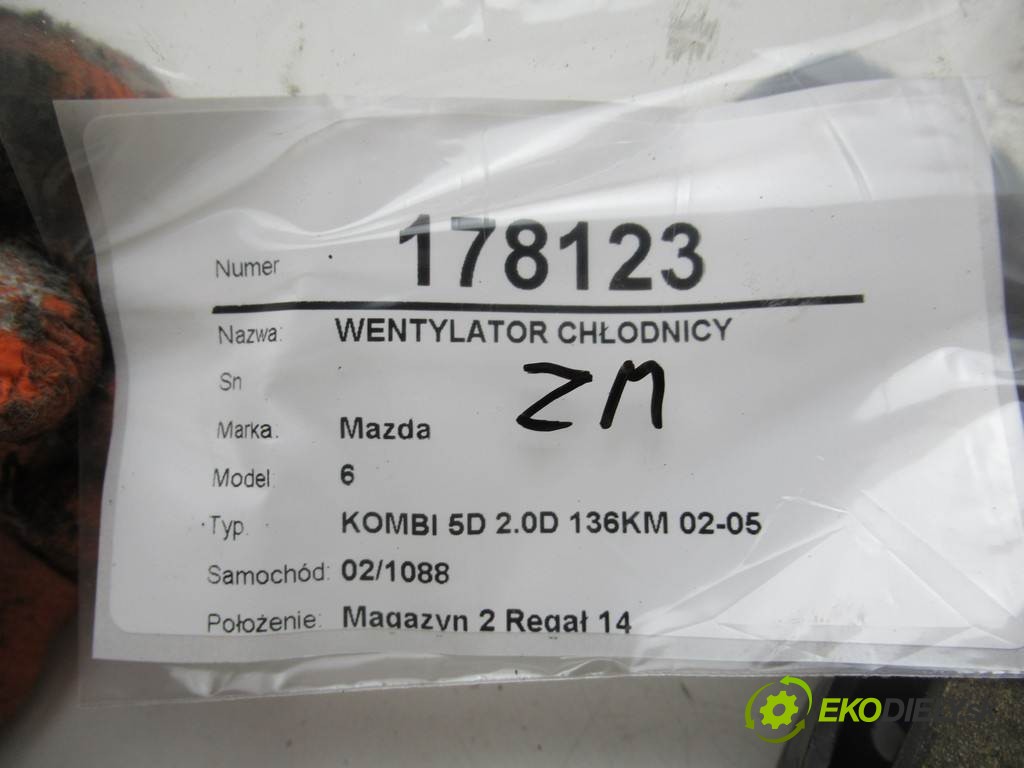 Numer 178123
Nazwa: WENTYLATOR CHŁODNICY
Sn
ZM
Marka: Mazda
Model: 6
Typ: KOMBI 5D 2.0D 136KM 02-05
Samochód: 02/1088
Położenie: Magazyn 2 Regał 14